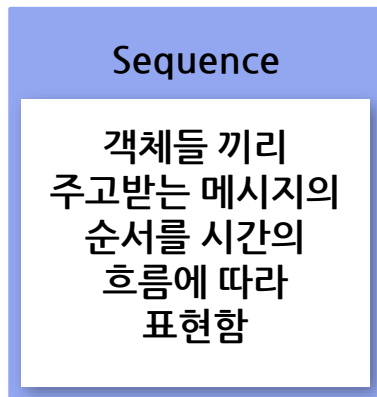 Sequence
객체들 끼리
주고받는 메시지의
순서를 시간의
흐름에 따라
표현함